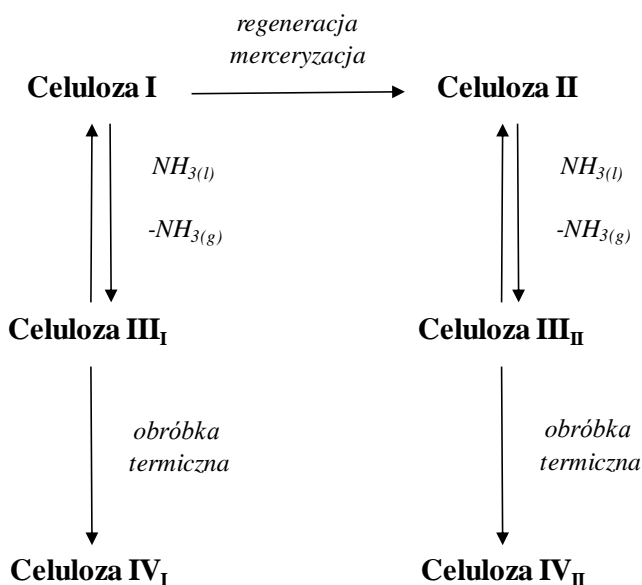 regeneracja
merceryzacja
Celuloza I
Celuloza II
NH3(l)
NH3(l)
-NH3(g)
-NH3(g)
Celuloza IIII
Celuloza IIIII
obróbka
termiczna
obróbka
termiczna
Celuloza IVI
Celuloza IVII